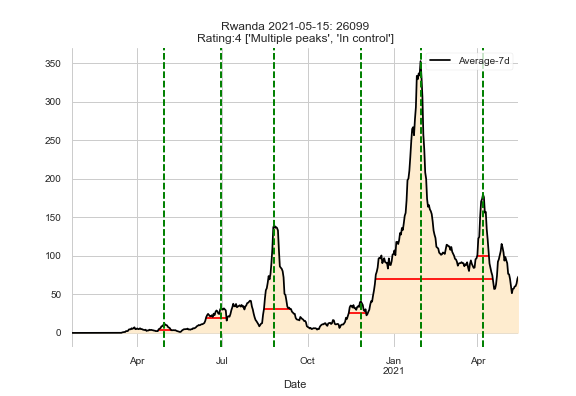 Rwanda 2021-05-15: 26099
Rating:4 ['Multiple peaks', 'In control']
Average-7d
350
300
250
200
150
100
50
0
Apr
Jul
Oct
Jan
2021
Apr
Date